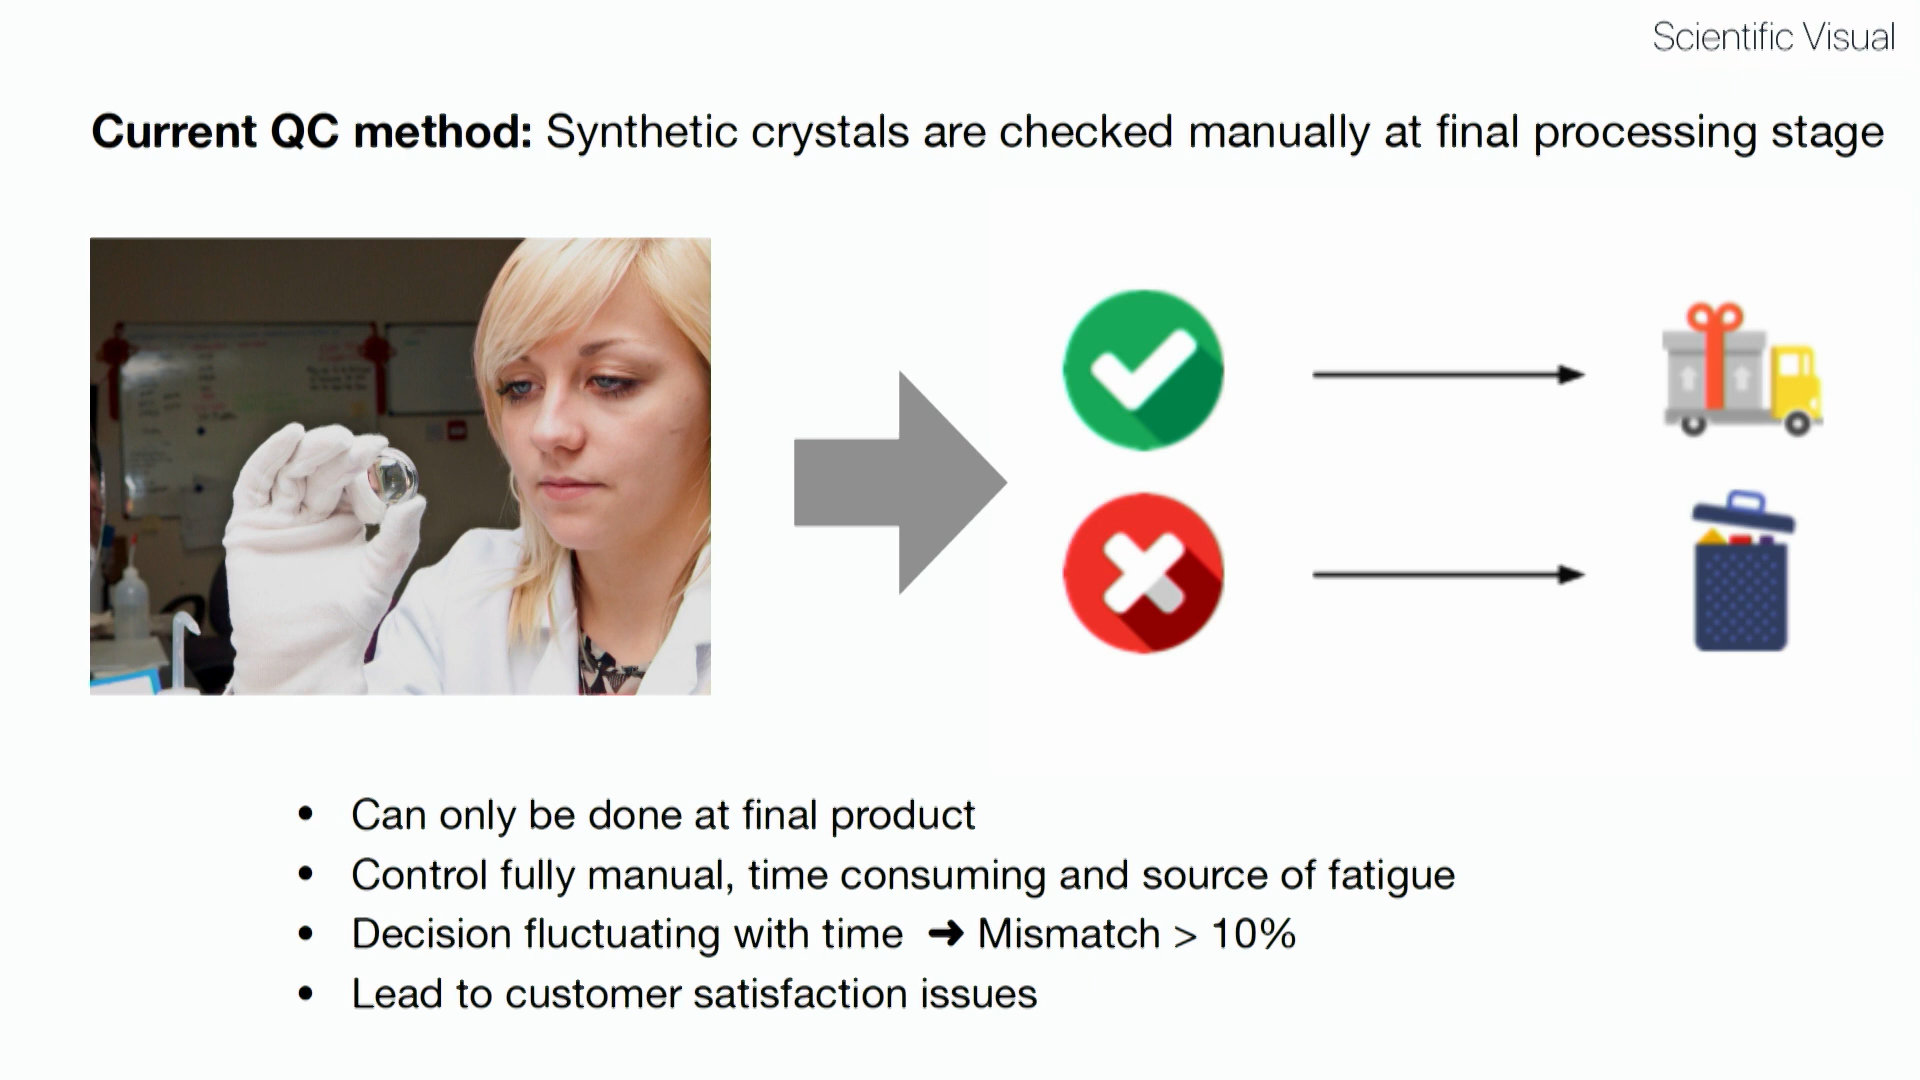 Scientific Visual
Current QC method: Synthetic crystals are checked manually at final processing stage
• Can only be done at final product
• Control fully manual, time consuming and source of fatigue
• Decision fluctuating with time ➜ Mismatch > 10%
• Lead to customer satisfaction issues